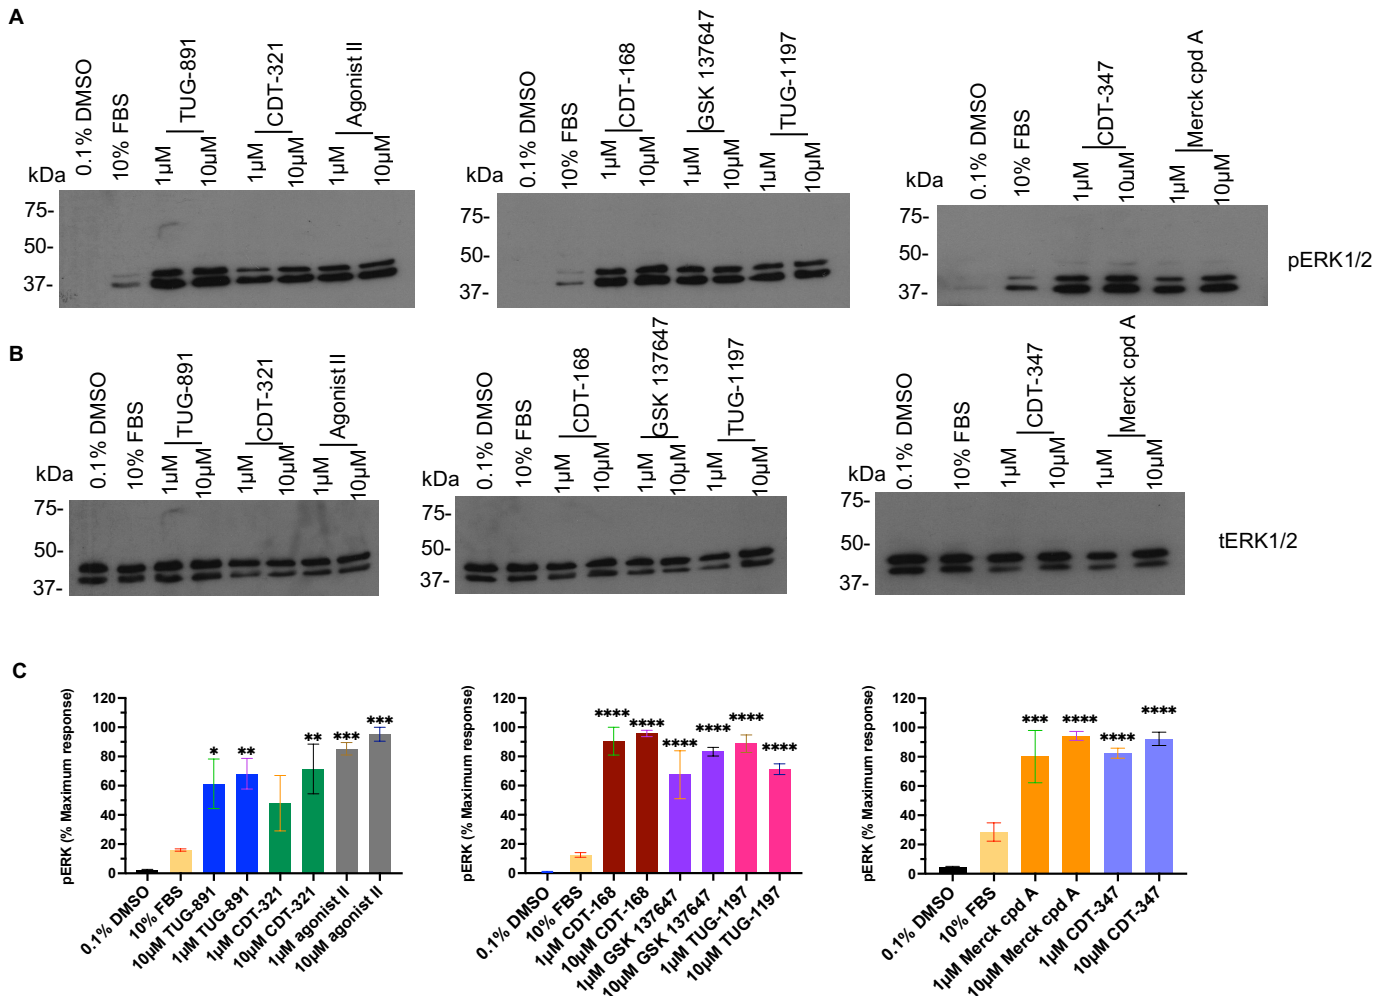 A
0.1% DMSO
10% FBS
TUG-891
1µM
10µM
CDT-321
1µM
10µM
Agonist II
1µM
10µM
kDa
75-
50-
37-
0.1% DMSO
10% FBS
CDT-168
1µM
10µM
GSK 137647
1µM
10µM
TUG-1197
1µM
10µM
kDa
75-
50-
37-
0.1% DMSO
10% FBS
CDT-347
1µM
10uM
Merck cpd A
1µM
10µM
kDa
75-
50-
37-
pERK1/2
B
0.1% DMSO
10% FBS
TUG-891
1µM
10µM
CDT-321
1µM
10µM
Agonist II
1µM
10µM
kDa
75-
50-
37-
0.1% DMSO
10% FBS
CDT-168
1µM
10µM
GSK 137647
1µM
10µM
TUG-1197
1µM
10µM
kDa
75-
50-
37-
0.1% DMSO
10% FBS
CDT-347
1µM
10µM
Merck cpd A
1µM
10µM
kDa
75-
50-
37-
tERK1/2
C
pERK (% Maximum response)
120
100
80
60
40
20
0
*
**
**
***
***
0.1% DMSO
10% FBS
10µM TUG-891
1µM TUG-891
1µM CDT-321
10µM CDT-321
1µM agonist II
10µM agonist II
pERK (% Maximum response)
120
100
80
60
40
20
0
****
****
****
****
****
****
0.1% DMSO
10% FBS
1µM CDT-168
10µM CDT-168
1µM GSK 137647
10µM GSK 137647
1µM TUG-1197
10µM TUG-1197
pERK (% Maximum response)
120
100
80
60
40
20
0
***
****
****
****
0.1% DMSO
10% FBS
1µM Merck cpd A
10µM Merck cpd A
1µM CDT-347
10µM CDT-347